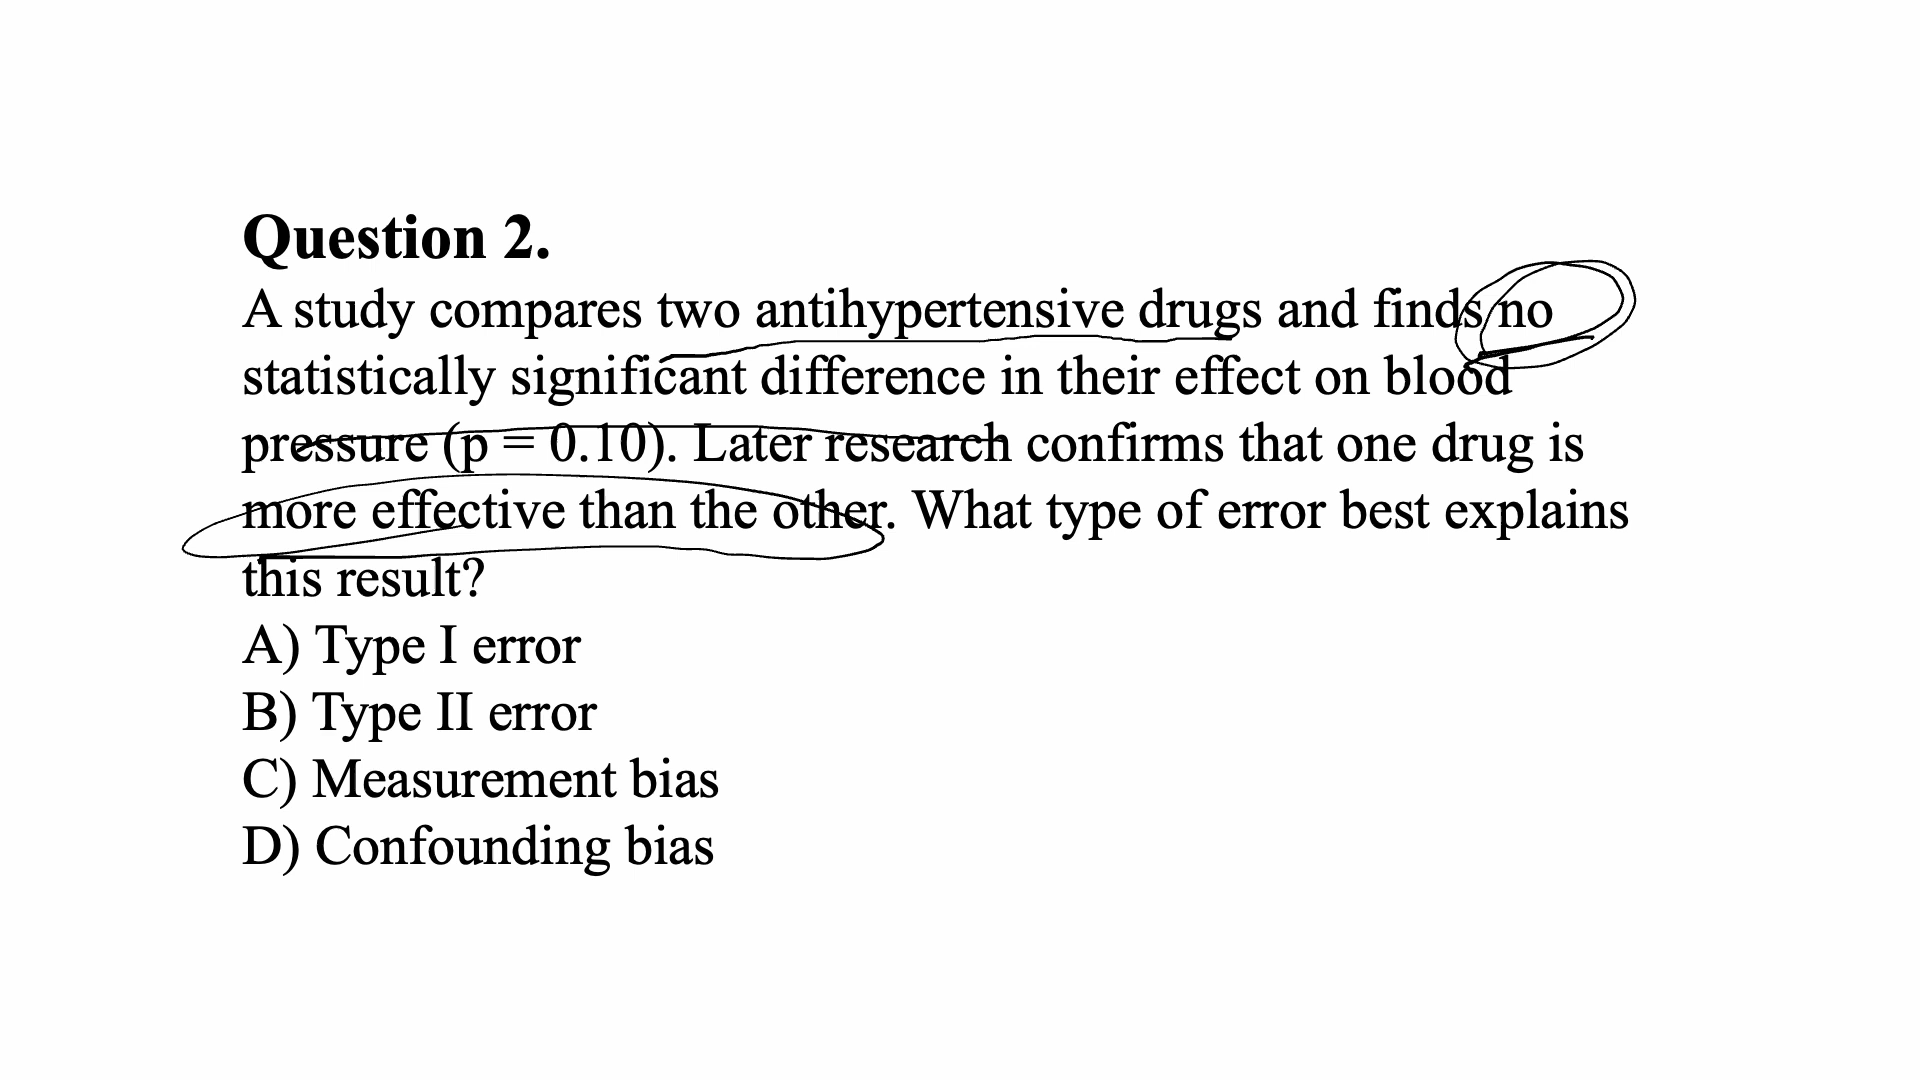 Question 2.
A study compares two antihypertensive drugs and finds no
statistically significant difference in their effect on blood
pressure (p = 0.10). Later research confirms that one drug is
more effective than the other. What type of error best explains
this result?
A) Type I error
B) Type II error
C) Measurement bias
D) Confounding bias